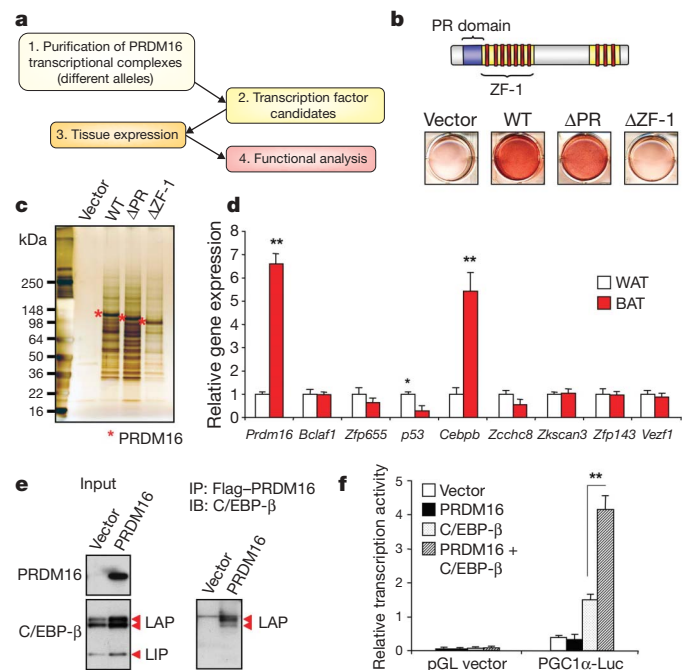 a
1. Purification of PRDM16
transcriptional complexes
(different alleles)
2. Transcription factor
candidates
3. Tissue expression
4. Functional analysis
b
PR domain
ZF-1
Vector WT ΔPR ΔZF-1
c
Vector
WT
ΔPR
ΔZF-1
kDa
250
148
98
64
50
36
22
16
*
*
*
* PRDM16
d
Relative gene expression
8
7
6
5
4
3
2
1
0
**
*
**
WAT
BAT
Prdm16 Bclaf1 Zfp655 p53 Cebpb Zcchc8 Zkscan3 Zfp143 Vezf1
e
Input
Vector
PRDM16
PRDM16
C/EBP-β
LAP
LIP
IP: Flag–PRDM16
IB: C/EBP-β
Vector
PRDM16
LAP
f
Relative transcription activity
5
4
3
2
1
0
Vector
PRDM16
C/EBP-β
PRDM16 +
C/EBP-β
**
pGL vector PGC1α-Luc